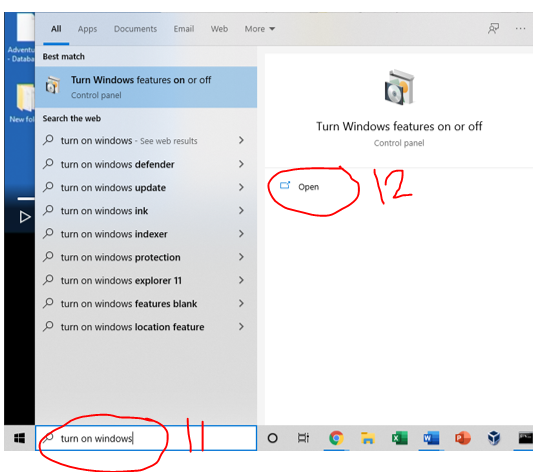 All Apps Documents Email Web More
Adventu
- Databa
New fol
Best match
Turn Windows features on or off
Control panel
Search the web
turn on windows - See web results
turn on windows defender
turn on windows update
turn on windows ink
turn on windows indexer
turn on windows protection
turn on windows explorer 11
turn on windows features blank
turn on windows location feature
Turn Windows features on or off
Control panel
Open
12
turn on windows
11